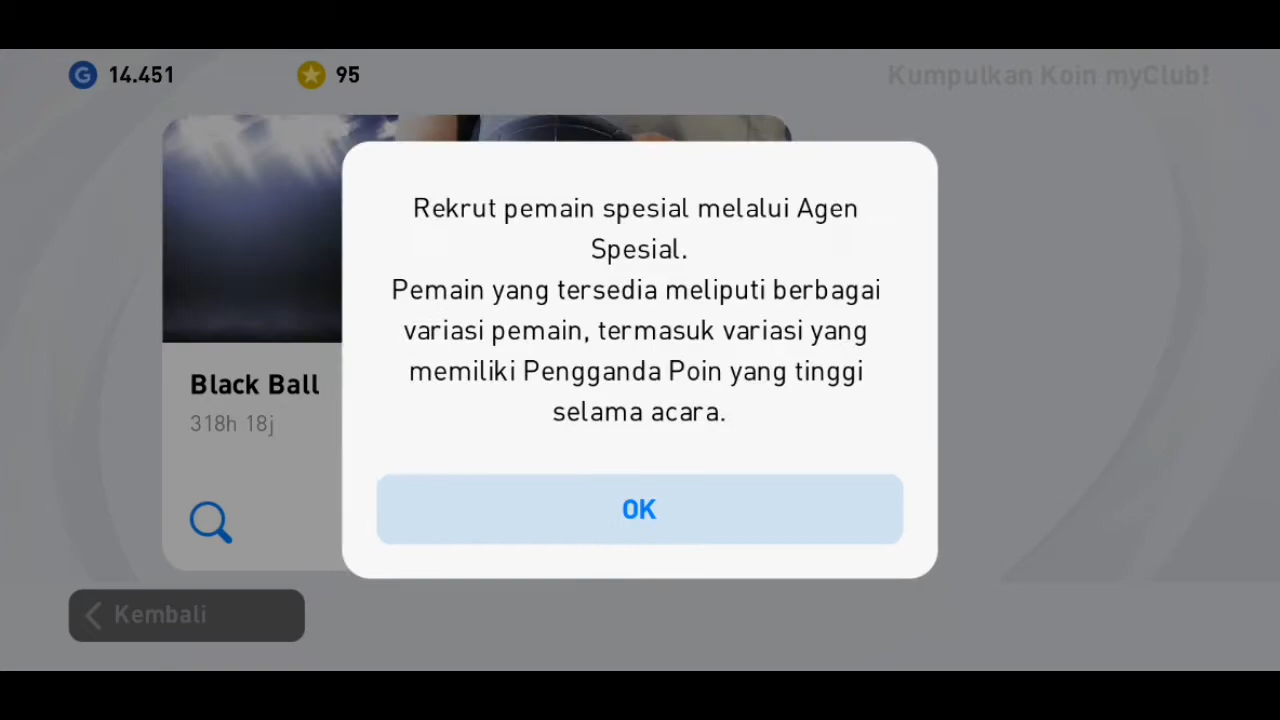 G 14.451
95
Kumpulkan Koin myClub!
Rekrut pemain spesial melalui Agen
Spesial.
Pemain yang tersedia meliputi berbagai
variasi pemain, termasuk variasi yang
memiliki Pengganda Poin yang tinggi
selama acara.
OK
Black Ball
318h 18j
Kembali